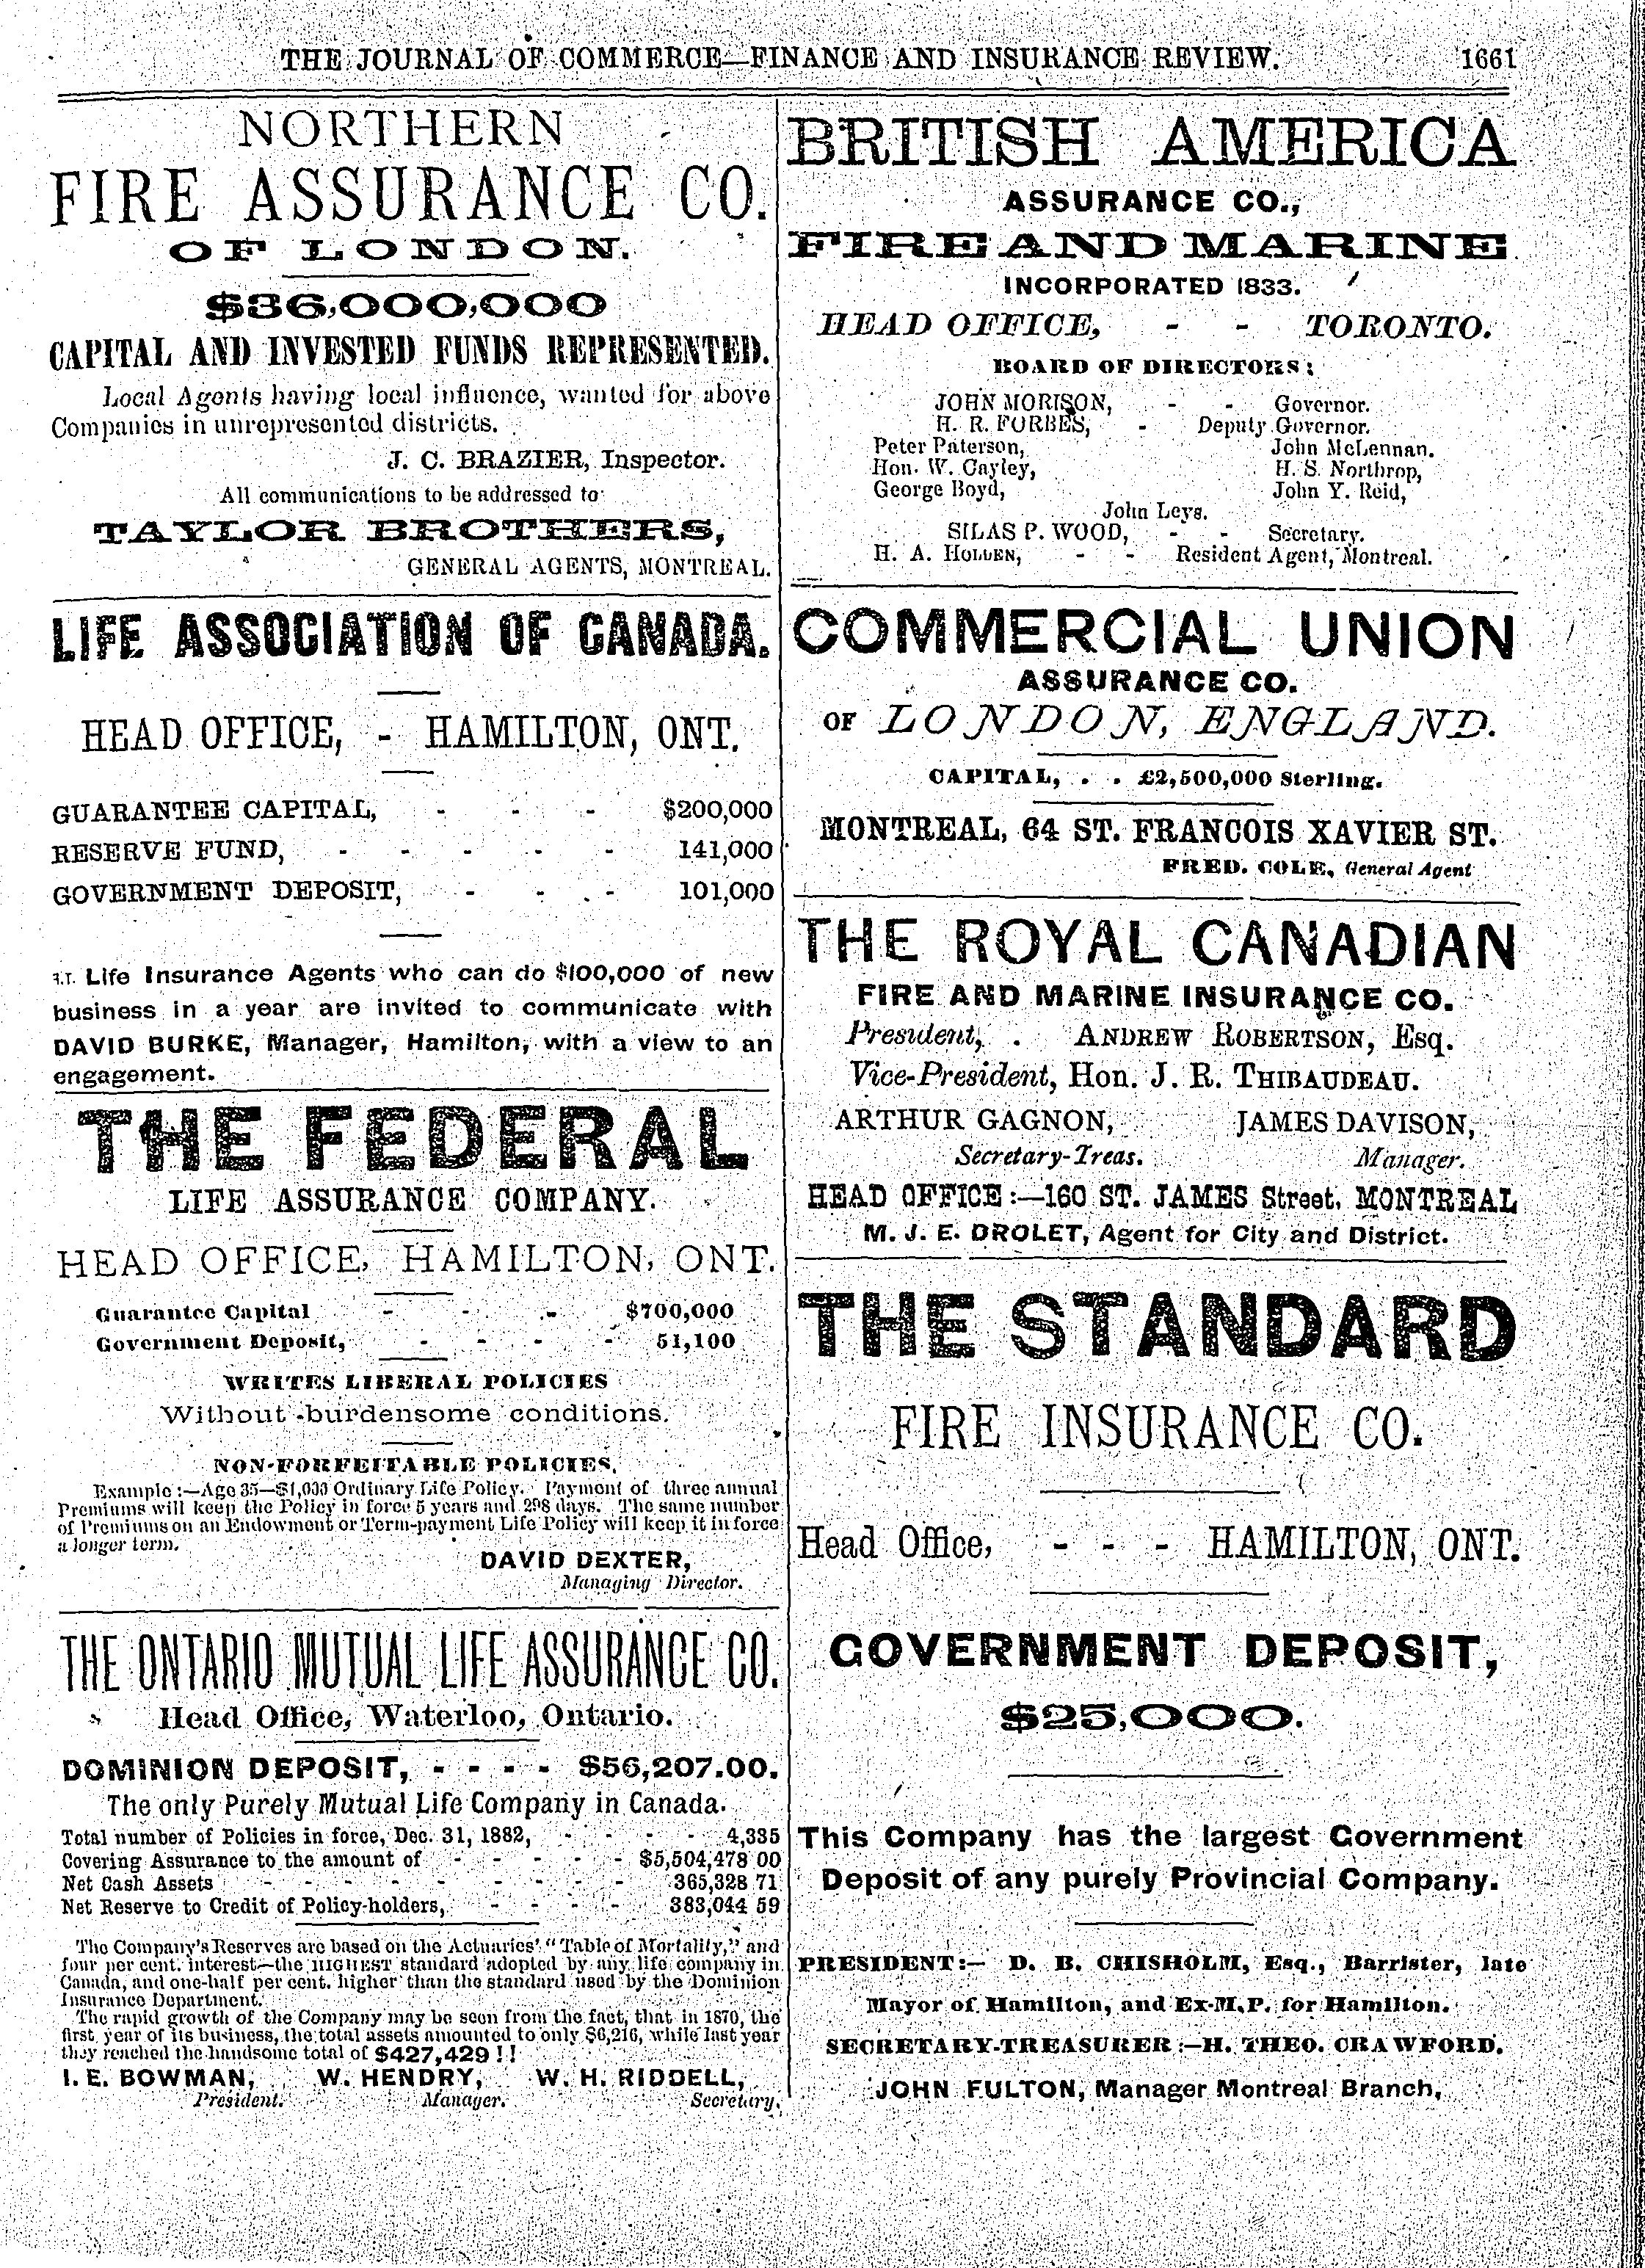 THE JOURNAL OF COMMERCE—FINANCE AND INSURANCE REVIEW. 1661
NORTHERN
FIRE ASSURANCE CO.
OF LONDON.
$36,000,000
CAPITAL AND INVESTED FUNDS REPRESENTED.
Local Agents having local influence, wanted for above
Companies in unrepresented districts.
J. C. BRAZIER, Inspector.
All communications to be addressed to
TAYLOR BROTHERS,
GENERAL AGENTS, MONTREAL.
LIFE ASSOCIATION OF CANADA.
HEAD OFFICE, - HAMILTON, ONT.
GUARANTEE CAPITAL, - - - $200,000
RESERVE FUND, - - - - - 141,000
GOVERNMENT DEPOSIT, - - - 101,000
Life Insurance Agents who can do $100,000 of new
business in a year are invited to communicate with
DAVID BURKE, Manager, Hamilton, with a view to an
engagement.
THE FEDERAL
LIFE ASSURANCE COMPANY.
HEAD OFFICE, HAMILTON, ONT.
Guarantee Capital - - - $700,000
Government Deposit, - - - - 51,100
WRITES LIBERAL POLICIES
Without burdensome conditions.
NON-FORFEITABLE POLICIES.
Example:—Age 35—$1,000 Ordinary Life Policy. Payment of three annual
Premiums will keep the Policy in force 5 years and 298 days. The same number
of Premiums on an Endowment or Term-payment Life Policy will keep it in force
a longer term.
DAVID DEXTER,
Managing Director.
THE ONTARIO MUTUAL LIFE ASSURANCE CO.
Head Office, Waterloo, Ontario.
DOMINION DEPOSIT, - - - - $56,207.00.
The only Purely Mutual Life Company in Canada.
Total number of Policies in force, Dec. 31, 1882, - - - - 4,335
Covering Assurance to the amount of - - - - - $5,504,478 00
Net Cash Assets - - - - - - - - - 365,328 71
Net Reserve to Credit of Policy-holders, - - - - 383,044 59
The Company's Reserves are based on the Actuaries' "Table of Mortality," and
four per cent. interest—the HIGHEST standard adopted by any life company in
Canada, and one-half per cent. higher than the standard used by the Dominion
Insurance Department.
The rapid growth of the Company may be seen from the fact, that in 1870, the
first year of its business, the total assets amounted to only $6,216, while last year
they reached the handsome total of $427,429!!
I. E. BOWMAN, W. HENDRY, W. H. RIDDELL,
President. Manager. Secretary.
BRITISH AMERICA
ASSURANCE CO.,
FIRE AND MARINE
INCORPORATED 1833.
HEAD OFFICE, - - TORONTO.
BOARD OF DIRECTORS:
JOHN MORISON, - - Governor.
H. R. FORBES, - Deputy Governor.
Peter Paterson, John McLennan.
Hon. W. Cayley, H. S. Northrop,
George Boyd, John Y. Reid,
John Leys.
SILAS P. WOOD, - - Secretary.
H. A. HOLDEN, - - Resident Agent, Montreal.
COMMERCIAL UNION
ASSURANCE CO.
OF LONDON, ENGLAND.
CAPITAL, . . £2,500,000 Sterling.
MONTREAL, 64 ST. FRANCOIS XAVIER ST.
FRED. COLE, General Agent
THE ROYAL CANADIAN
FIRE AND MARINE INSURANCE CO.
President, . ANDREW ROBERTSON, Esq.
Vice-President, Hon. J. R. THIBAUDEAU.
ARTHUR GAGNON, JAMES DAVISON,
Secretary-Treas. Manager.
HEAD OFFICE:—160 ST. JAMES Street, MONTREAL
M. J. E. DROLET, Agent for City and District.
THE STANDARD
FIRE INSURANCE CO.
Head Office, - - - HAMILTON, ONT.
GOVERNMENT DEPOSIT,
$25,000.
This Company has the largest Government
Deposit of any purely Provincial Company.
PRESIDENT:— D. B. CHISHOLM, Esq., Barrister, late
Mayor of Hamilton, and Ex-M.P. for Hamilton.
SECRETARY-TREASURER:—H. THEO. CRAWFORD.
JOHN FULTON, Manager Montreal Branch,